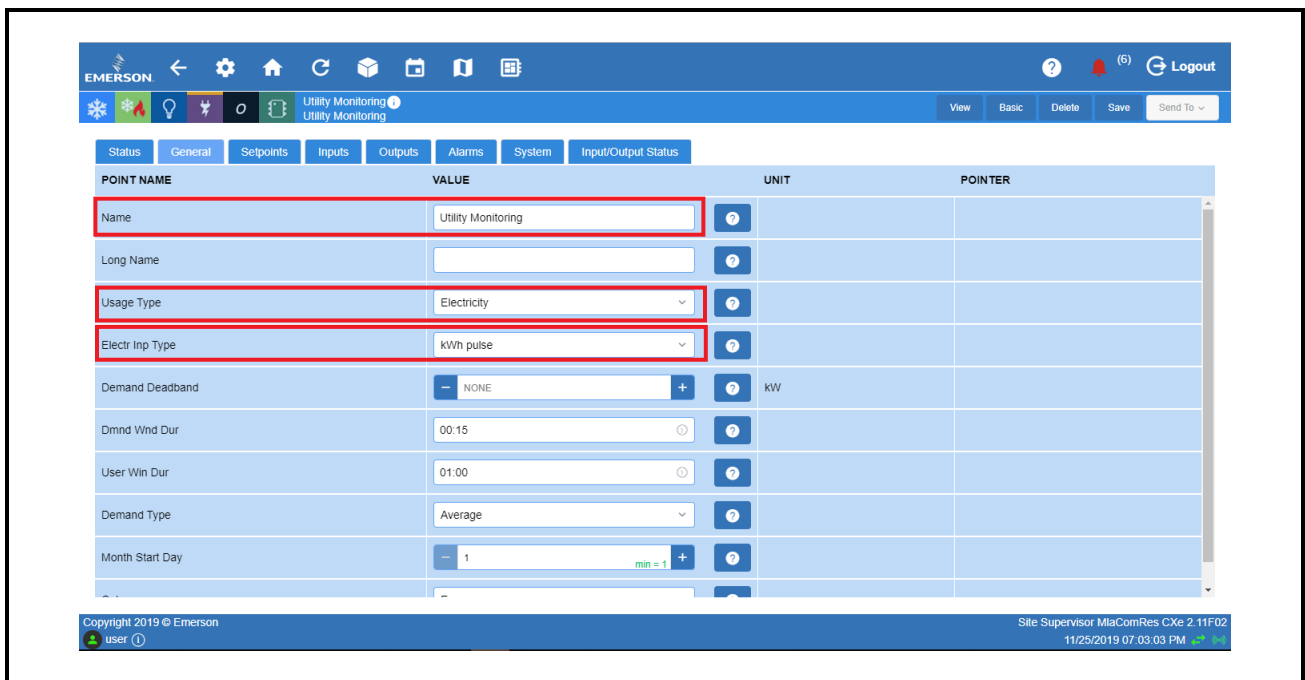 EMERSON
(6) Logout
Utility Monitoring
Utility Monitoring
View Basic Delete Save Send To
Status General Setpoints Inputs Outputs Alarms System Input/Output Status
POINT NAME VALUE UNIT POINTER
Name Utility Monitoring
Long Name
Usage Type Electricity
Electr Inp Type kWh pulse
Demand Deadband NONE kW
Dmnd Wnd Dur 00:15
User Win Dur 01:00
Demand Type Average
Month Start Day 1 min = 1
Copyright 2019 © Emerson Site Supervisor MlaComRes CXe 2.11F02
user 11/25/2019 07:03:03 PM